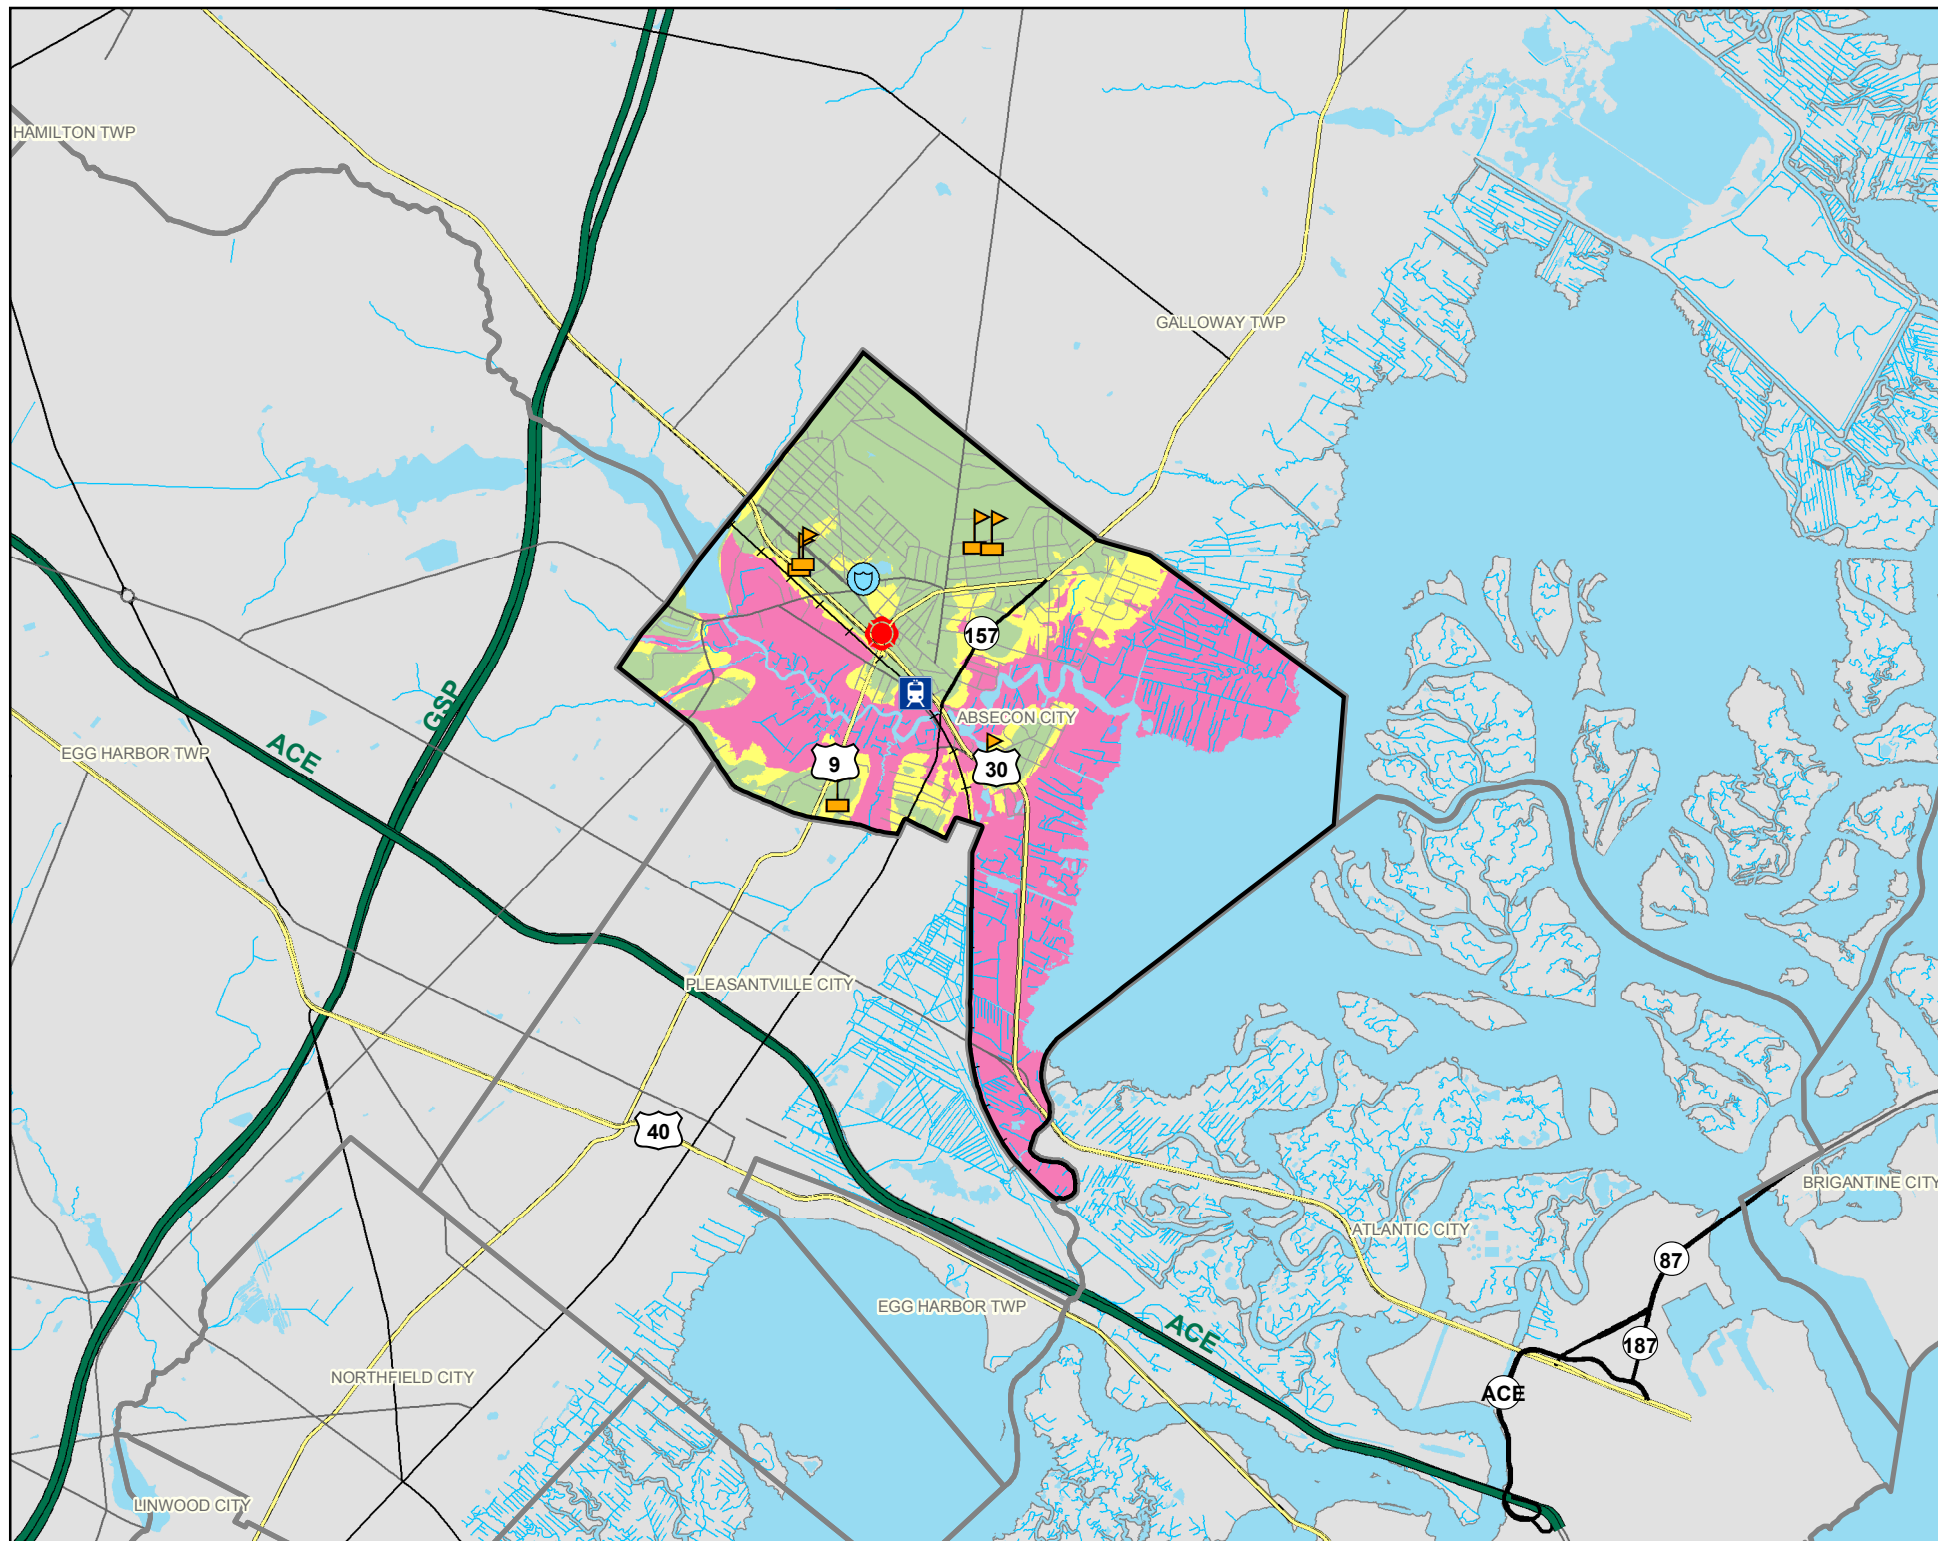 HAMILTON TWP
GALLOWAY TWP
157
GSP
ABSECON CITY
ACE
EGG HARBOR TWP
9
30
PLEASANTVILLE CITY
40
BRIGANTINE CITY
ATLANTIC CITY
87
EGG HARBOR TWP
ACE
187
NORTHFIELD CITY
ACE
LINWOOD CITY